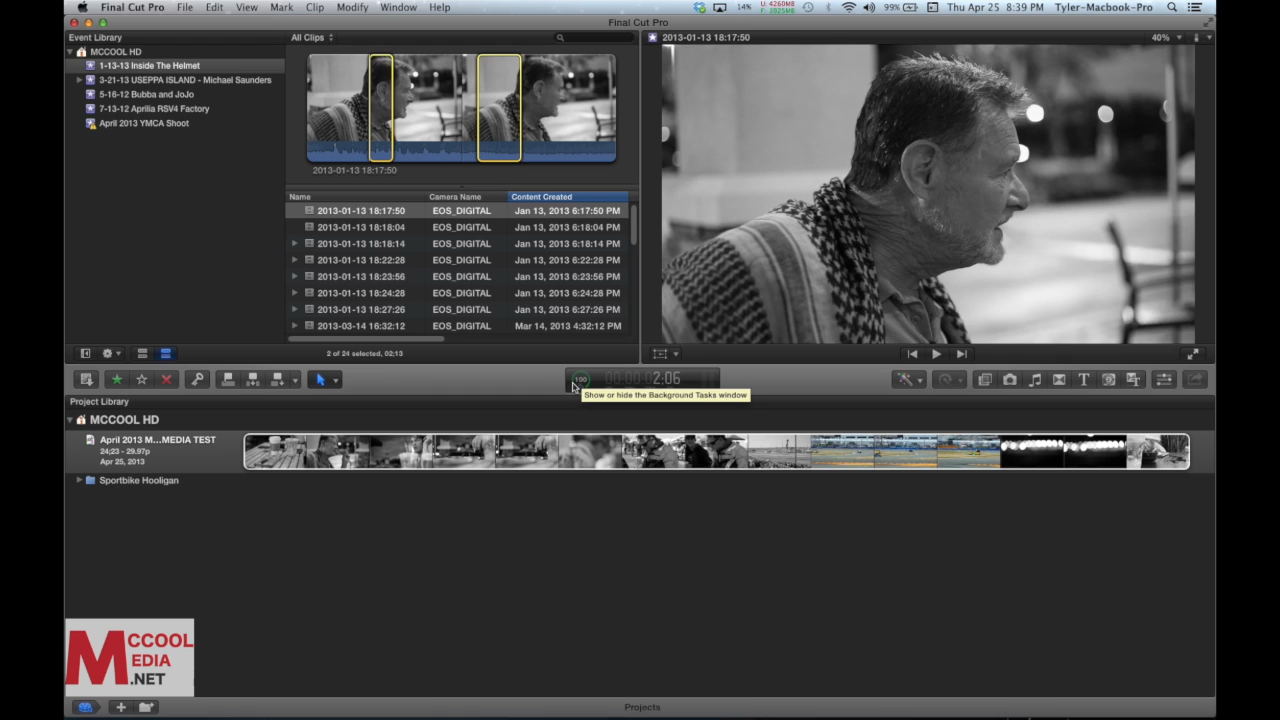 Final Cut Pro File Edit View Mark Clip Modify Window Help 14% 99% Thu Apr 25 8:39 PM Tyler-Macbook-Pro
Final Cut Pro
Event Library
All Clips
2013-01-13 18:17:50
40%
MCCOOL HD
1-13-13 Inside The Helmet
3-21-13 USEPPA ISLAND - Michael Saunders
5-16-12 Bubba and JoJo
7-13-12 Aprilia RSV4 Factory
April 2013 YMCA Shoot
2013-01-13 18:17:50
Name Camera Name Content Created
2013-01-13 18:17:50 EOS_DIGITAL Jan 13, 2013 6:17:50 PM
2013-01-13 18:18:04 EOS_DIGITAL Jan 13, 2013 6:18:04 PM
2013-01-13 18:18:14 EOS_DIGITAL Jan 13, 2013 6:18:14 PM
2013-01-13 18:22:28 EOS_DIGITAL Jan 13, 2013 6:22:28 PM
2013-01-13 18:23:56 EOS_DIGITAL Jan 13, 2013 6:23:56 PM
2013-01-13 18:24:28 EOS_DIGITAL Jan 13, 2013 6:24:28 PM
2013-01-13 18:27:26 EOS_DIGITAL Jan 13, 2013 6:27:26 PM
2013-03-14 16:32:12 EOS_DIGITAL Mar 14, 2013 4:32:12 PM
2 of 24 selected, 02;13
100
2:06
Show or hide the Background Tasks window
Project Library
MCCOOL HD
April 2013 M...MEDIA TEST
24;23 - 29.97p
Apr 25, 2013
Sportbike Hooligan
MCCOOL
MEDIA
.NET
Projects